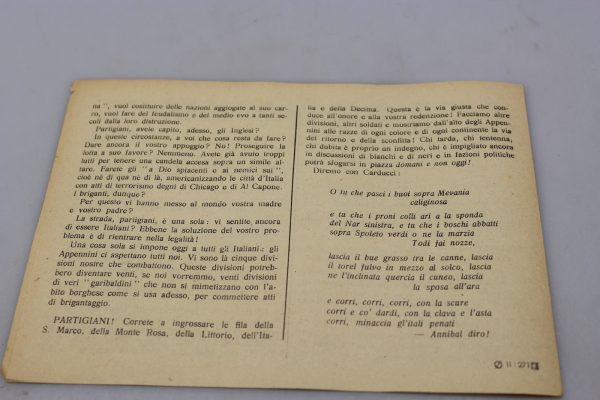 na", vuol costituire delle nazioni aggiogate al suo car-
ro, vuol fare del feudalismo e del medio evo a tanti se-
coli dalla loro distruzione.
Partigiani, avete capito, adesso, gli Inglesi?
In queste circostanze, a voi che cosa resta da fare?
Dare ancora il vostro appoggio? No! Proseguire la
lotta a suo favore? Nemmeno. Avete già avuto troppi
lutti per tenere una candela accesa sopra un simile al-
tare. Farete gli "a Dio spiacenti e ai nemici sui",
cioè nè di qua nè di là, americanizzando le città d'Italia
con atti di terrorismo degni di Chicago e di Al Capone.
I briganti, dunque?
Per questo vi hanno messo al mondo vostra madre
e vostro padre?
La strada, partigiani, è una sola: vi sentite ancora
di essere Italiani? Ebbene la soluzione del vostro pro-
blema è di rientrare nella legalità!
Una cosa sola si impone oggi a tutti gli Italiani: gli
Appennini ci aspettano tutti noi. Vi sono là cinque divi-
sioni nostre che combattono. Queste divisioni potreb-
bero diventare venti, se noi vorremmo, venti divisioni
di veri "garibaldini" che non si mimetizzano con l'a-
bito borghese come si usa adesso, per commettere atti
di brigantaggio.
PARTIGIANI! Correte a ingrossare le fila della
S. Marco, della Monte Rosa, della Littorio, dell'Ita-
lia e della Decima. Questa è la via giusta che con-
duce all'onore e alla vostra redenzione! Facciamo altre
divisioni, altri soldati e mostriamo dall'alto degli Appen-
nini alle razze di ogni colore e di ogni continente la via
del ritorno e della sconfitta! Chi tarda, chi tentenna,
chi dubita è proprio un indegno, chi è impigliato ancora
in discussioni di bianchi e di neri e in fazioni politiche
potrà sfogarsi in piazza domani e non oggi!
Diremo con Carducci:
O tu che pasci i buoi sopra Mevania
caliginosa
e tu che i proni colli ari a la sponda
del Nar sinistra, e tu che i boschi abbatti
sopra Spoleto verdi o ne la marzia
Todi fai nozze,
lascia il bue grasso tra le canne, lascia
il torel fulvo in mezzo al solco, lascia
ne l'inclinata quercia il cuneo, lascia
la sposa all'ara
e corri, corri, corri, con la scure
corri e co' dardi, con la clava e l'asta
corri, minaccia gl'itali penati
— Annibal diro!
11/271